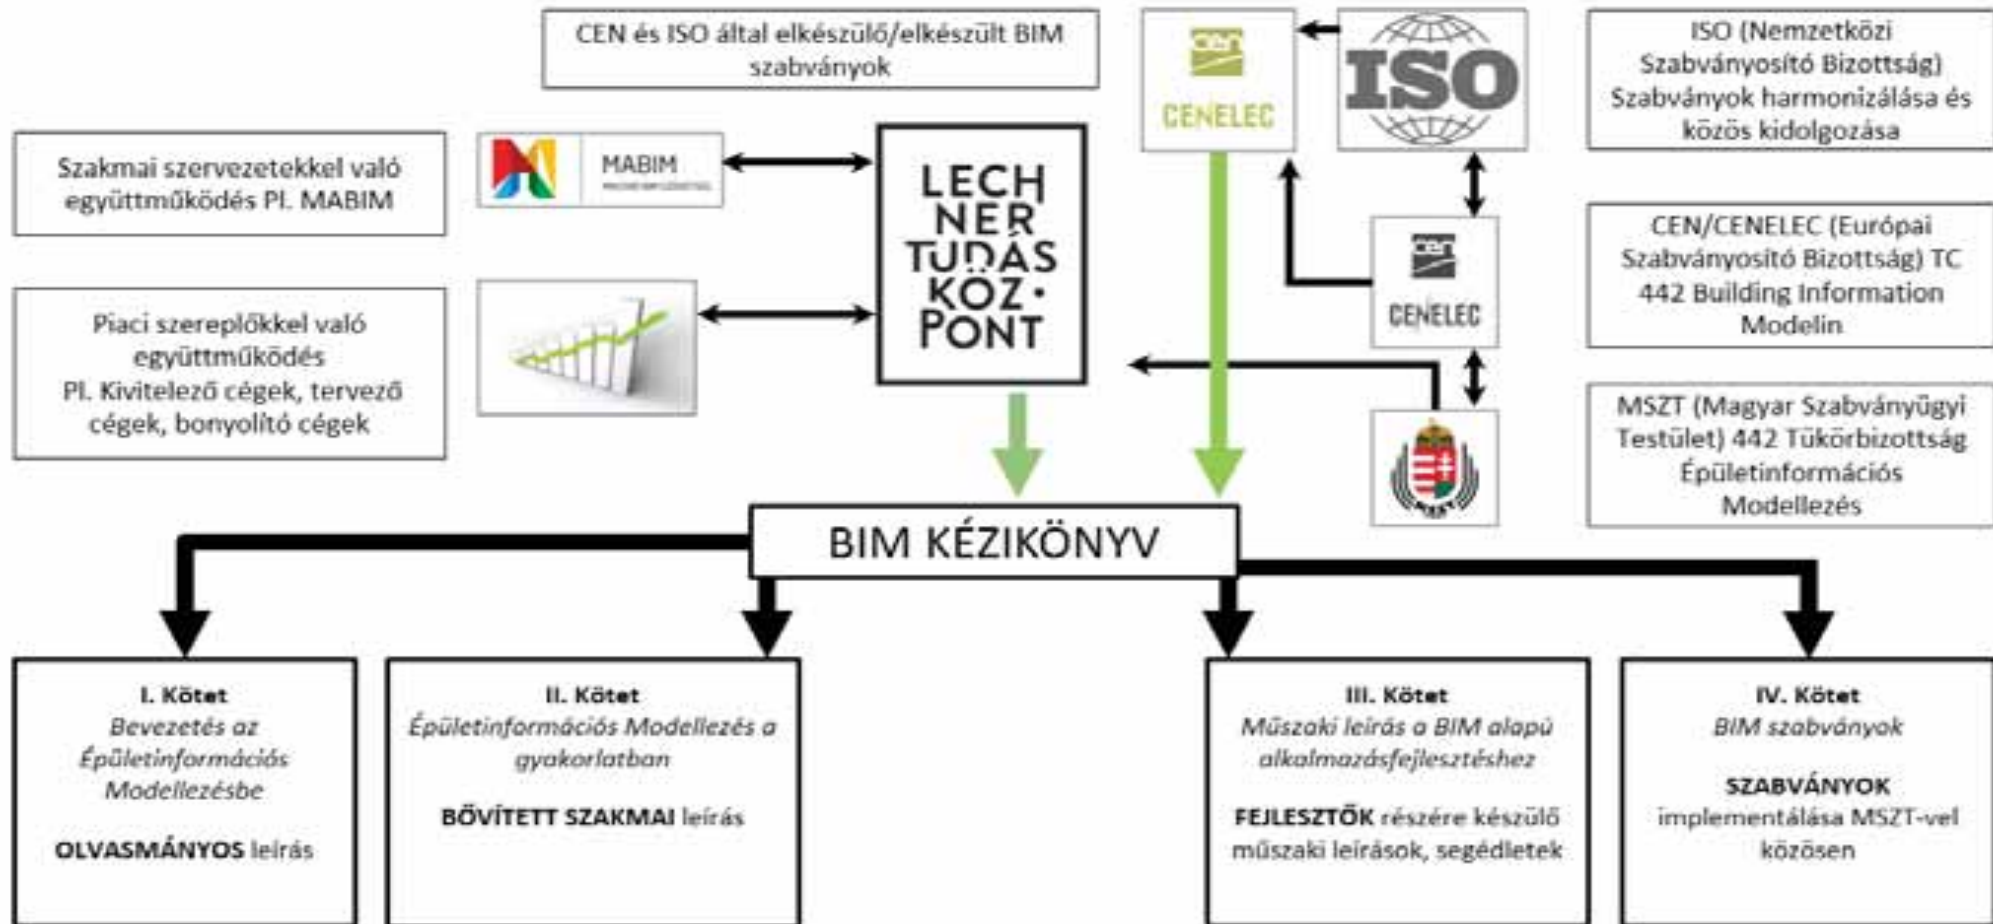 CEN és ISO által elkészülő/elkészült BIM
szabványok
cen
CENELEC
ISO
ISO (Nemzetközi
Szabványosító Bizottság)
Szabványok harmonizálása és
közös kidolgozása
Szakmai szervezetekkel való
együttműködés Pl. MABIM
MABIM
LECH
NER
TUDÁS
KÖZ·
PONT
cen
CENELEC
CEN/CENELEC (Európai
Szabványosító Bizottság) TC
442 Building Information
Modelin
Piaci szereplőkkel való
együttműködés
Pl. Kivitelező cégek, tervező
cégek, bonyolító cégek
MSZT
MSZT (Magyar Szabványügyi
Testület) 442 Tükörbizottság
Épületinformációs
Modellezés
BIM KÉZIKÖNYV
I. Kötet
Bevezetés az
Épületinformációs
Modellezésbe
OLVASMÁNYOS leírás
II. Kötet
Épületinformációs Modellezés a
gyakorlatban
BŐVÍTETT SZAKMAI leírás
III. Kötet
Műszaki leírás a BIM alapú
alkalmazásfejlesztéshez
FEJLESZTŐK részére készülő
műszaki leírások, segédletek
IV. Kötet
BIM szabványok
SZABVÁNYOK
implementálása MSZT-vel
közösen